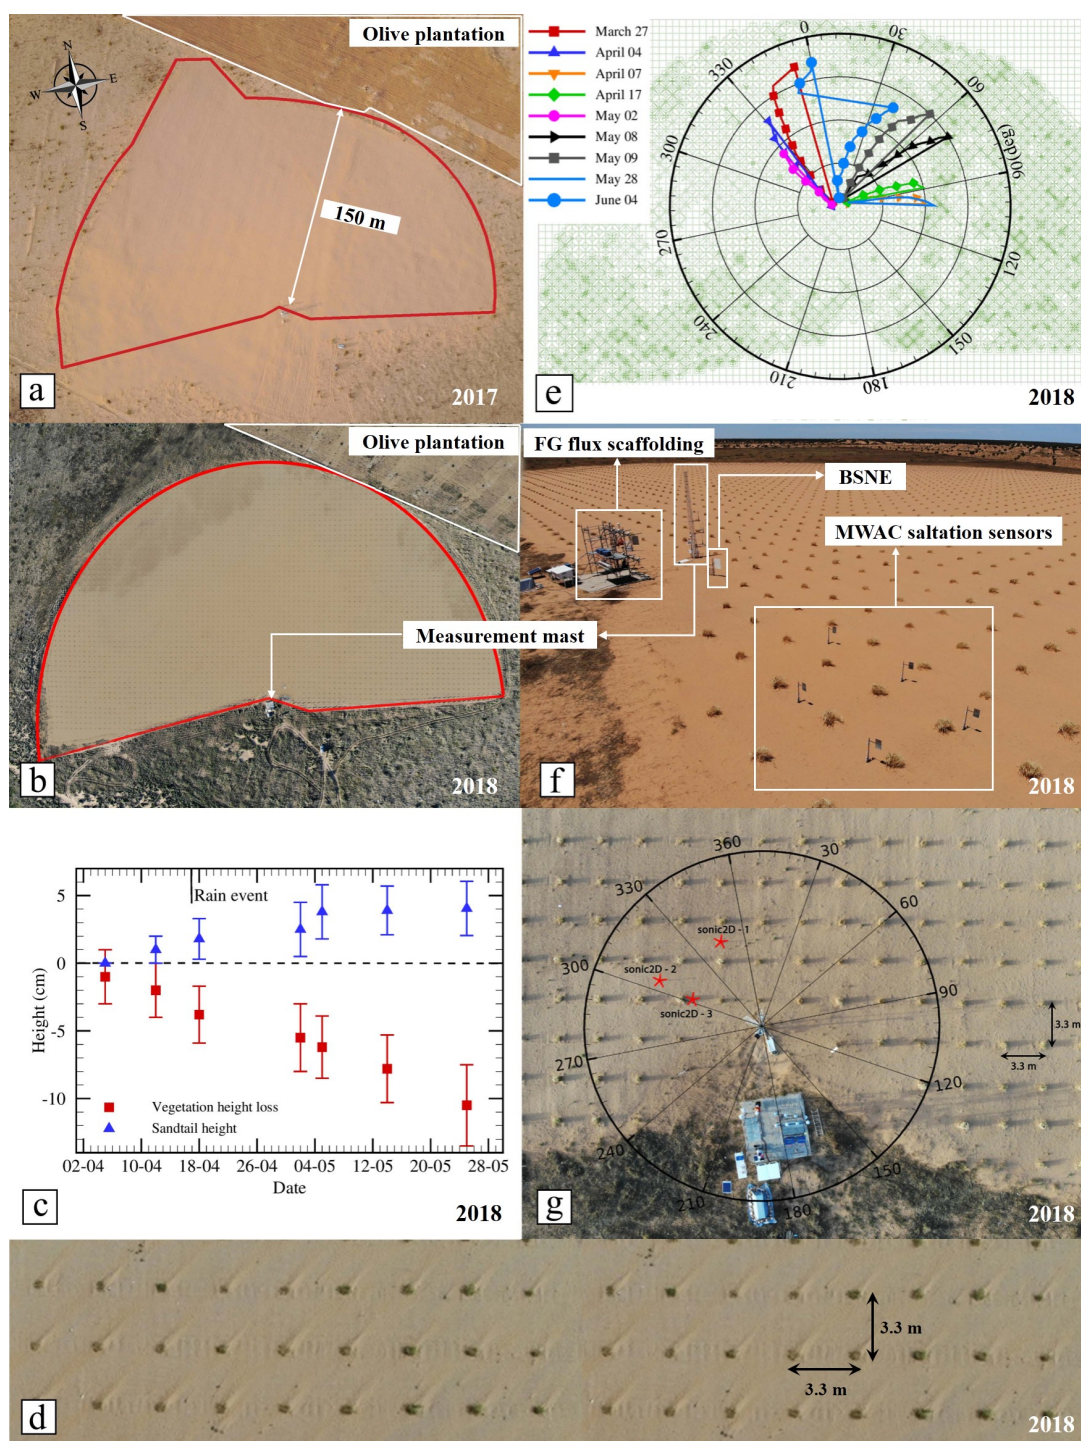 Olive plantation
N
E
W
S
150 m
a
2017
March 27
April 04
April 07
April 17
May 02
May 08
May 09
May 28
June 04
0
30
60
90(deg)
120
150
180
210
240
270
300
330
e
2018
Olive plantation
Measurement mast
b
2018
FG flux scaffolding
BSNE
MWAC saltation sensors
f
2018
Rain event
5
0
-5
-10
Height (cm)
Vegetation height loss
Sandtail height
02-04 10-04 18-04 26-04 04-05 12-05 20-05 28-05
Date
c
2018
360
30
60
90
120
150
180
210
240
270
300
330
sonic2D - 1
sonic2D - 2
sonic2D - 3
3.3 m
3.3 m
g
2018
3.3 m
3.3 m
d
2018